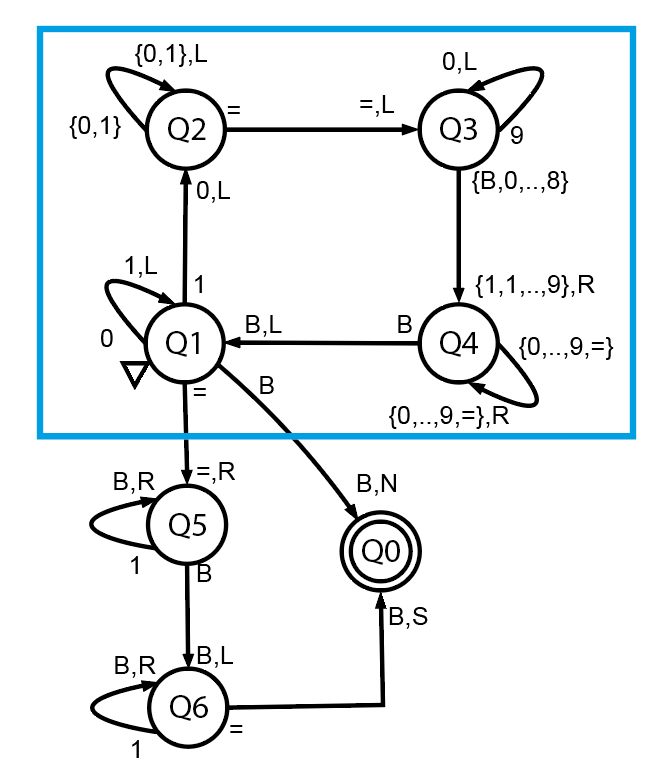 {0,1},L
0,L
{0,1}
Q2
=
=,L
Q3
9
0,L
{B,0,..,8}
1,L
1
{1,1,..,9},R
0
Q1
B,L
B
Q4
{0,..,9,=}
=
B
{0,..,9,=},R
=,R
B,R
B,N
Q5
1
B
Q0
B,S
B,R
B,L
Q6
=
1